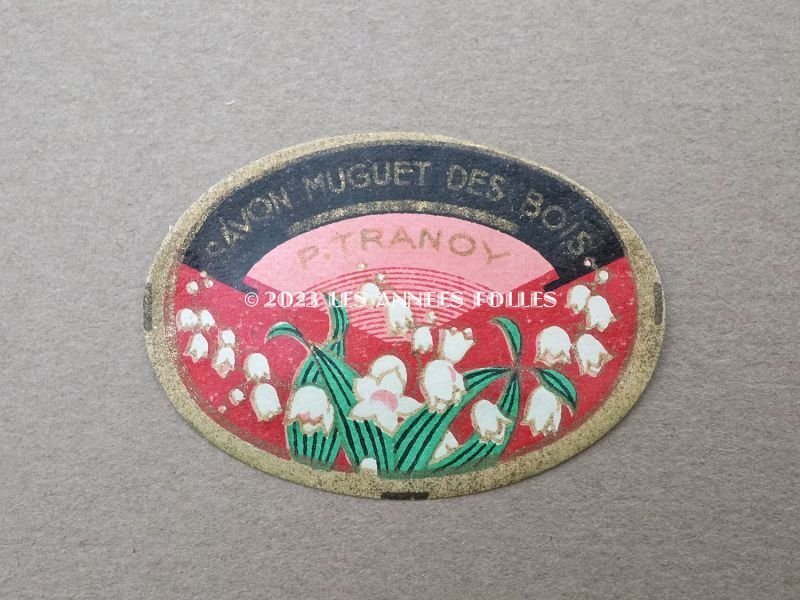 SAVON MUGUET DES BOIS
P. TRANOY
© 2023 LES ANNEES FOLLES